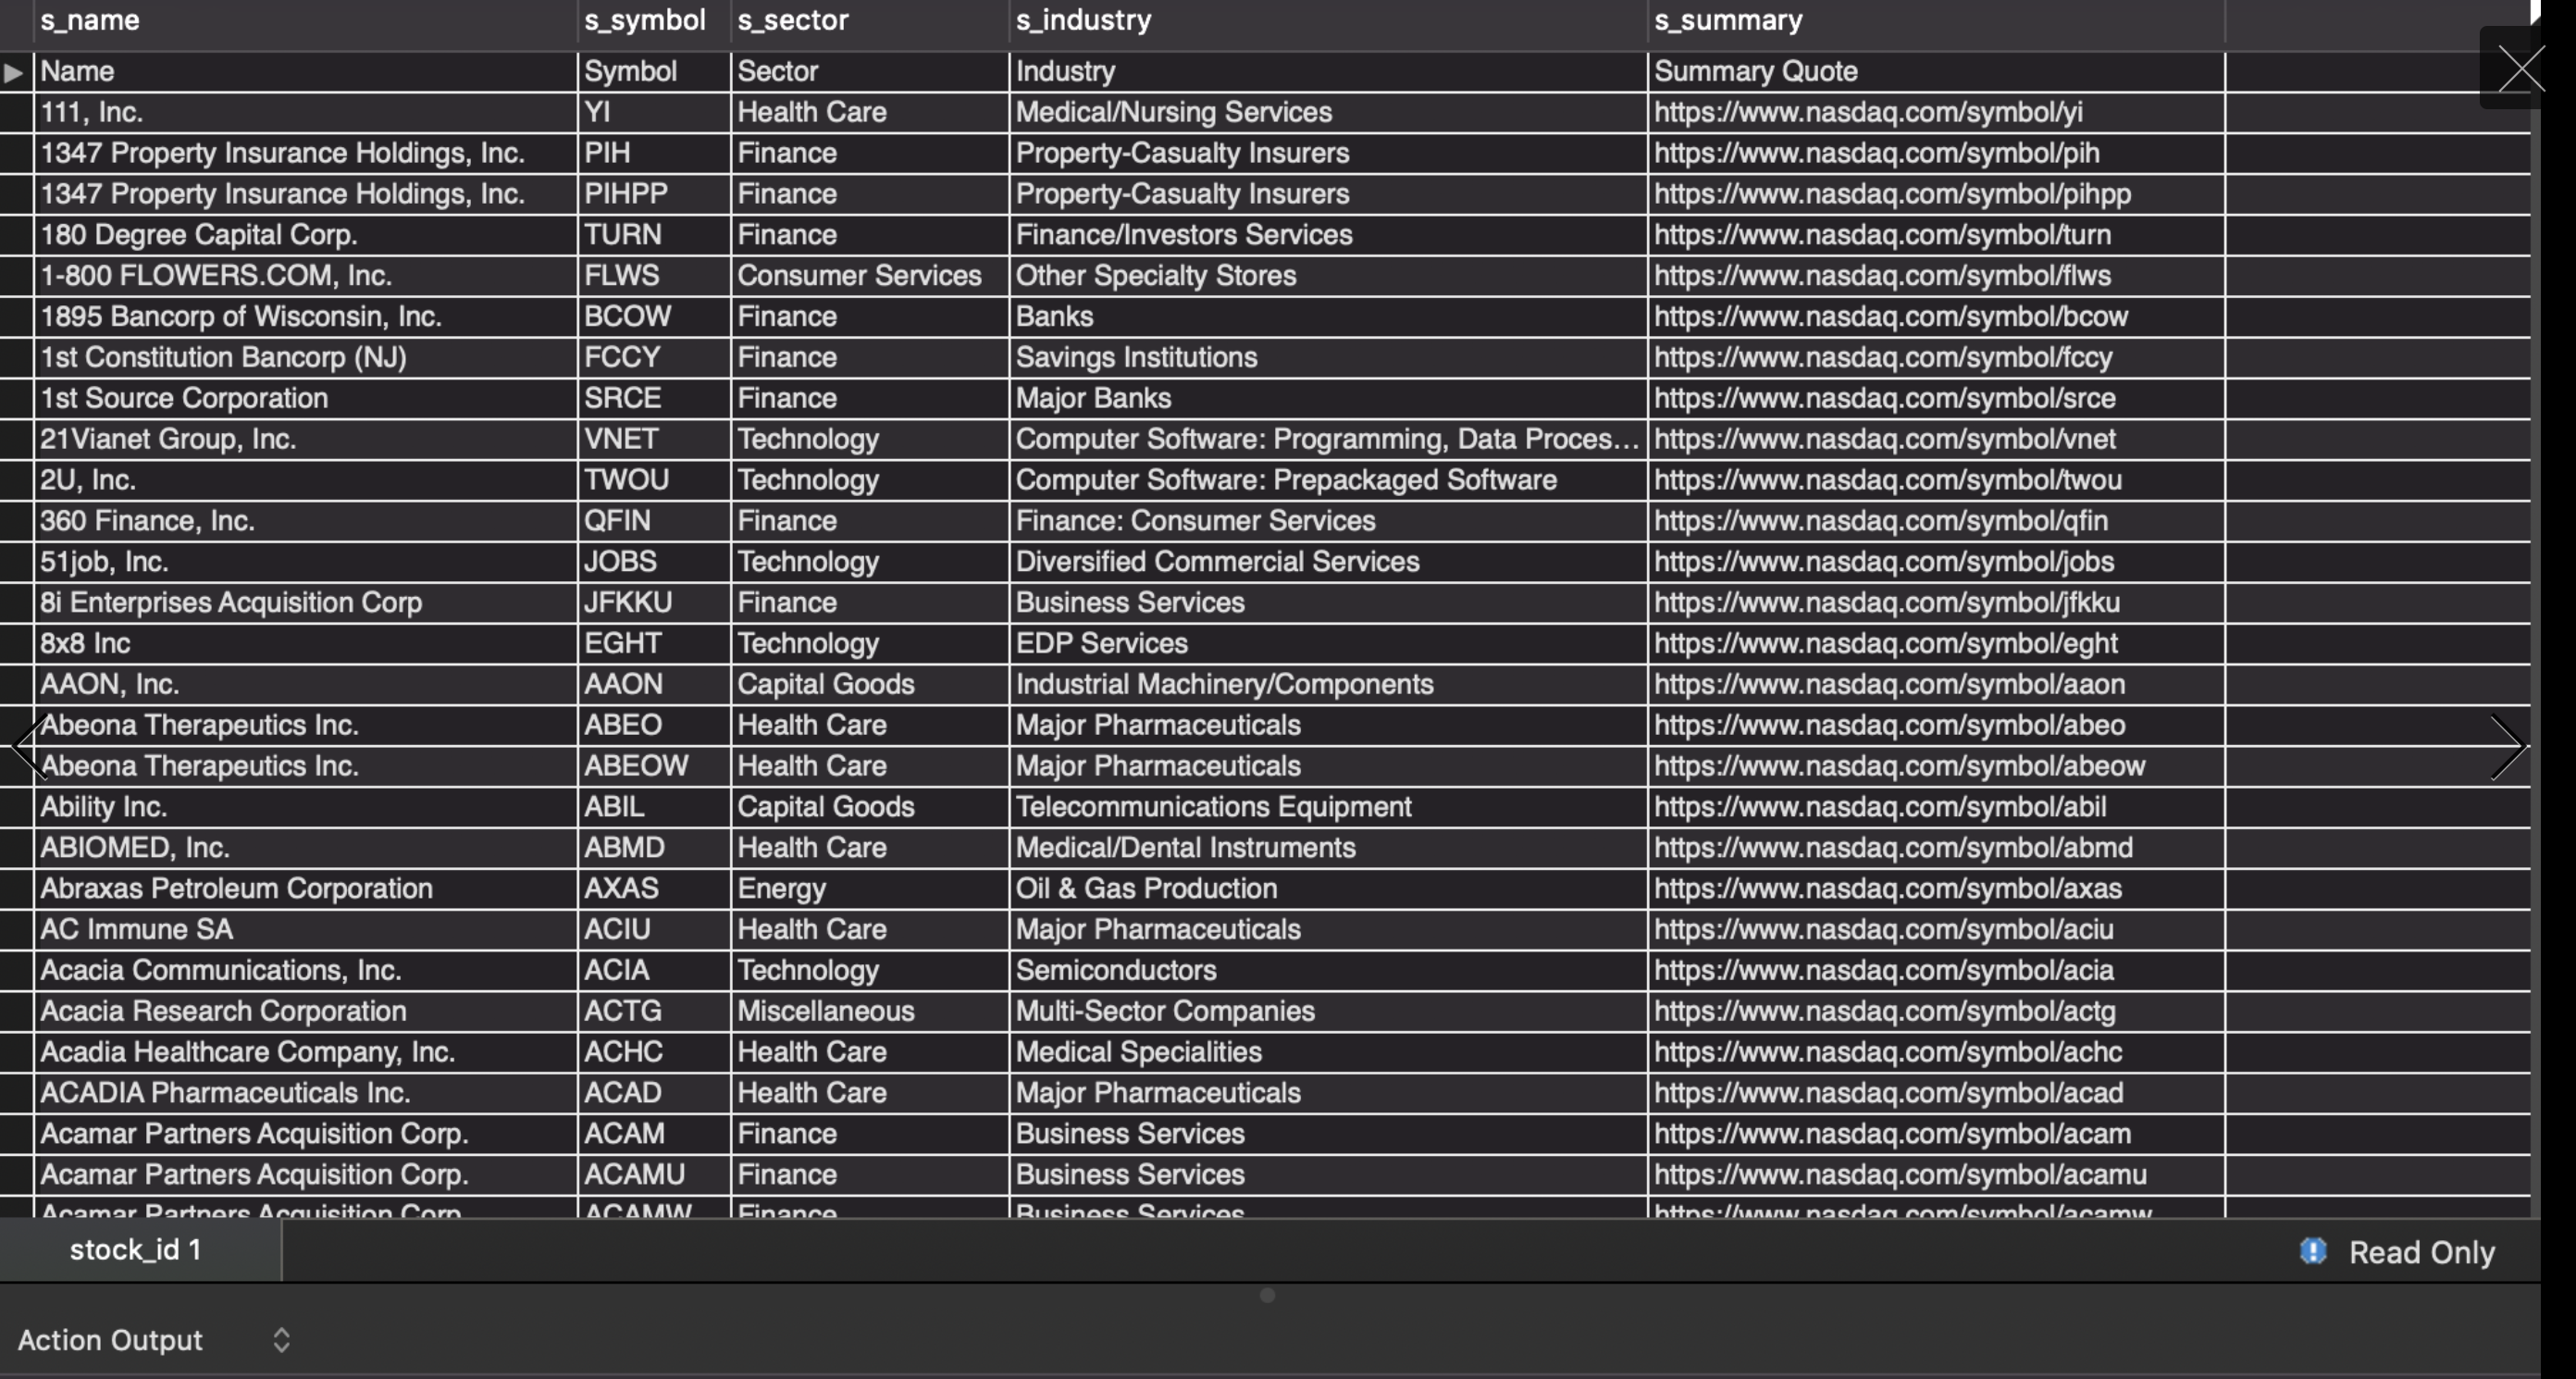 s_name s_symbol s_sector s_industry s_summary
Name Symbol Sector Industry Summary Quote
111, Inc. YI Health Care Medical/Nursing Services https://www.nasdaq.com/symbol/yi
1347 Property Insurance Holdings, Inc. PIH Finance Property-Casualty Insurers https://www.nasdaq.com/symbol/pih
1347 Property Insurance Holdings, Inc. PIHPP Finance Property-Casualty Insurers https://www.nasdaq.com/symbol/pihpp
180 Degree Capital Corp. TURN Finance Finance/Investors Services https://www.nasdaq.com/symbol/turn
1-800 FLOWERS.COM, Inc. FLWS Consumer Services Other Specialty Stores https://www.nasdaq.com/symbol/flws
1895 Bancorp of Wisconsin, Inc. BCOW Finance Banks https://www.nasdaq.com/symbol/bcow
1st Constitution Bancorp (NJ) FCCY Finance Savings Institutions https://www.nasdaq.com/symbol/fccy
1st Source Corporation SRCE Finance Major Banks https://www.nasdaq.com/symbol/srce
21Vianet Group, Inc. VNET Technology Computer Software: Programming, Data Proces... https://www.nasdaq.com/symbol/vnet
2U, Inc. TWOU Technology Computer Software: Prepackaged Software https://www.nasdaq.com/symbol/twou
360 Finance, Inc. QFIN Finance Finance: Consumer Services https://www.nasdaq.com/symbol/qfin
51job, Inc. JOBS Technology Diversified Commercial Services https://www.nasdaq.com/symbol/jobs
8i Enterprises Acquisition Corp JFKKU Finance Business Services https://www.nasdaq.com/symbol/jfkku
8x8 Inc EGHT Technology EDP Services https://www.nasdaq.com/symbol/eght
AAON, Inc. AAON Capital Goods Industrial Machinery/Components https://www.nasdaq.com/symbol/aaon
Abeona Therapeutics Inc. ABEO Health Care Major Pharmaceuticals https://www.nasdaq.com/symbol/abeo
Abeona Therapeutics Inc. ABEOW Health Care Major Pharmaceuticals https://www.nasdaq.com/symbol/abeow
Ability Inc. ABIL Capital Goods Telecommunications Equipment https://www.nasdaq.com/symbol/abil
ABIOMED, Inc. ABMD Health Care Medical/Dental Instruments https://www.nasdaq.com/symbol/abmd
Abraxas Petroleum Corporation AXAS Energy Oil & Gas Production https://www.nasdaq.com/symbol/axas
AC Immune SA ACIU Health Care Major Pharmaceuticals https://www.nasdaq.com/symbol/aciu
Acacia Communications, Inc. ACIA Technology Semiconductors https://www.nasdaq.com/symbol/acia
Acacia Research Corporation ACTG Miscellaneous Multi-Sector Companies https://www.nasdaq.com/symbol/actg
Acadia Healthcare Company, Inc. ACHC Health Care Medical Specialities https://www.nasdaq.com/symbol/achc
ACADIA Pharmaceuticals Inc. ACAD Health Care Major Pharmaceuticals https://www.nasdaq.com/symbol/acad
Acamar Partners Acquisition Corp. ACAM Finance Business Services https://www.nasdaq.com/symbol/acam
Acamar Partners Acquisition Corp. ACAMU Finance Business Services https://www.nasdaq.com/symbol/acamu
Acamar Partners Acquisition Corp. ACAMW Finance Business Services https://www.nasdaq.com/symbol/acamw
stock_id 1 Read Only
Action Output